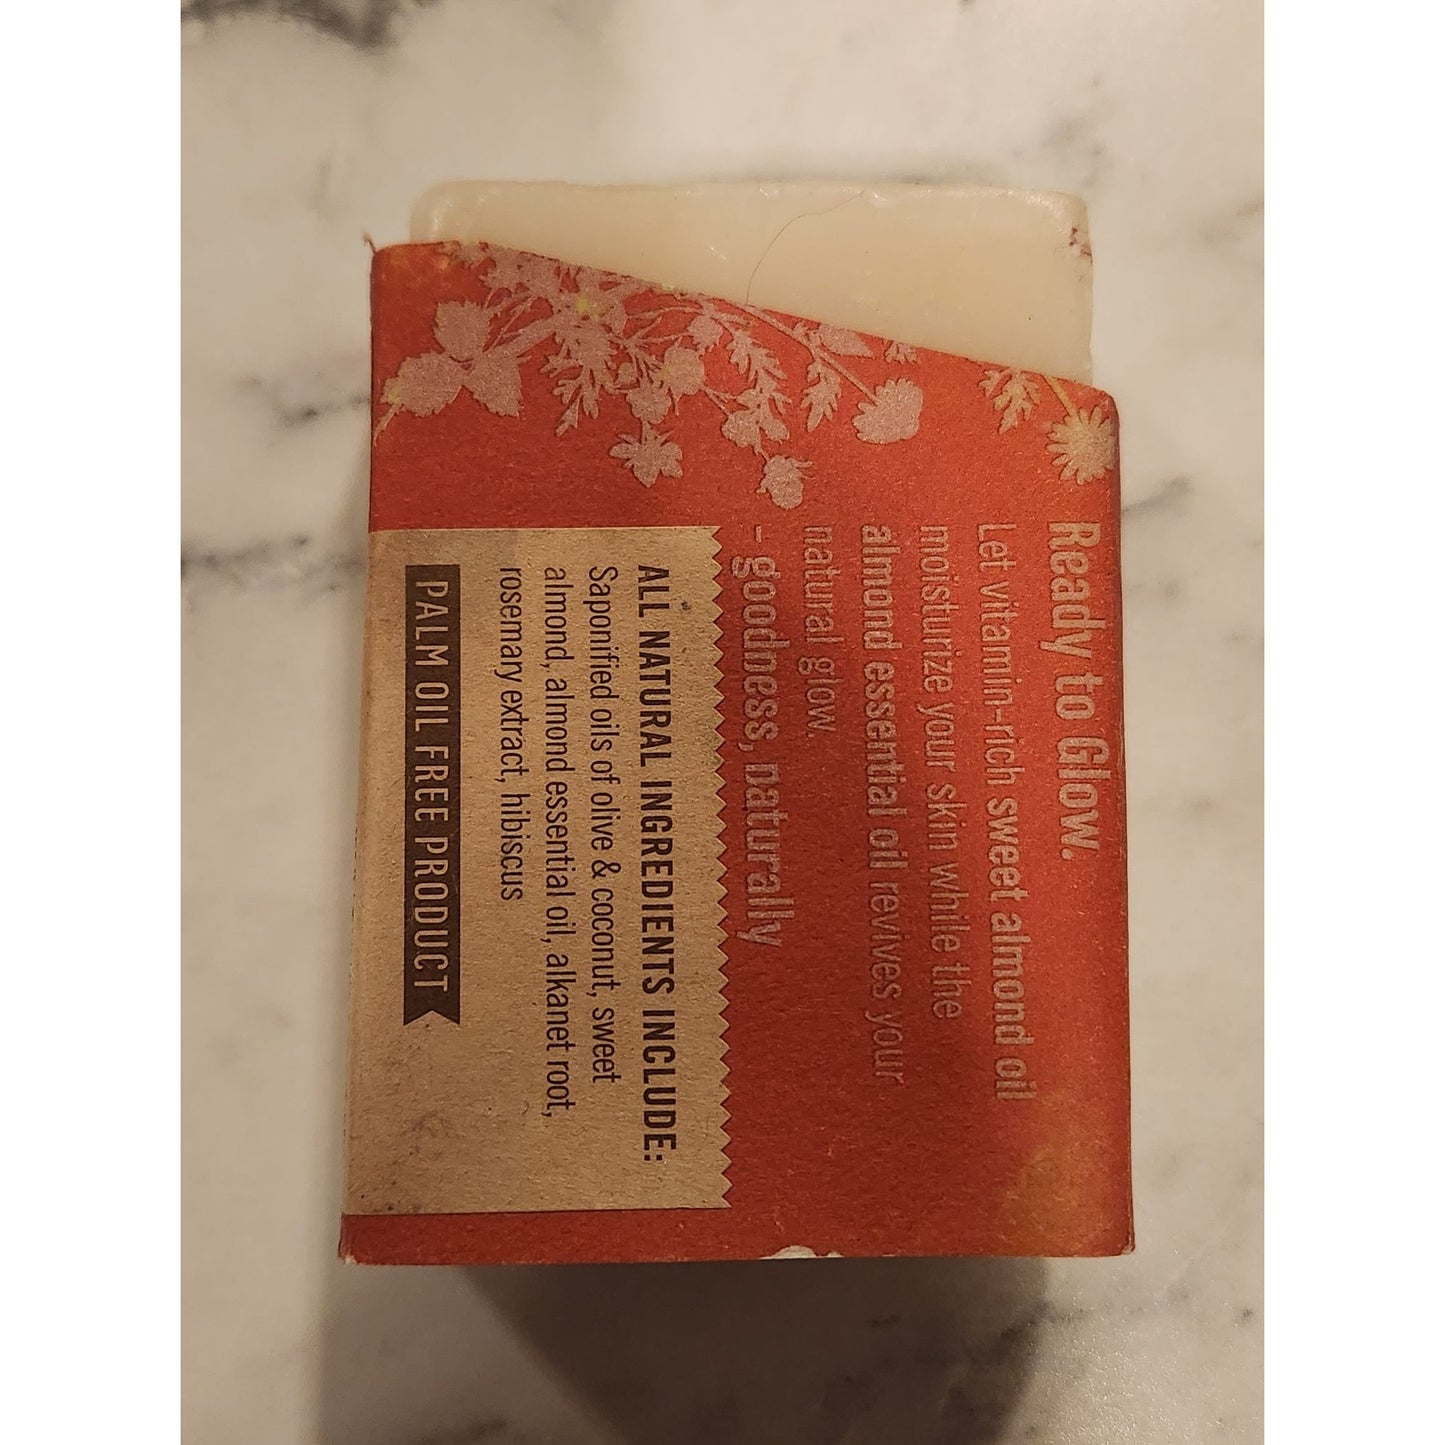 Ready to Glow.
Let vitamin-rich sweet almond oil
moisturize your skin while the
almond essential oil revives your
natural glow.
- goodness, naturally
ALL NATURAL INGREDIENTS INCLUDE:
Saponified oils of olive & coconut, sweet
almond, almond essential oil, alkanet root,
rosemary extract, hibiscus
PALM OIL FREE PRODUCT